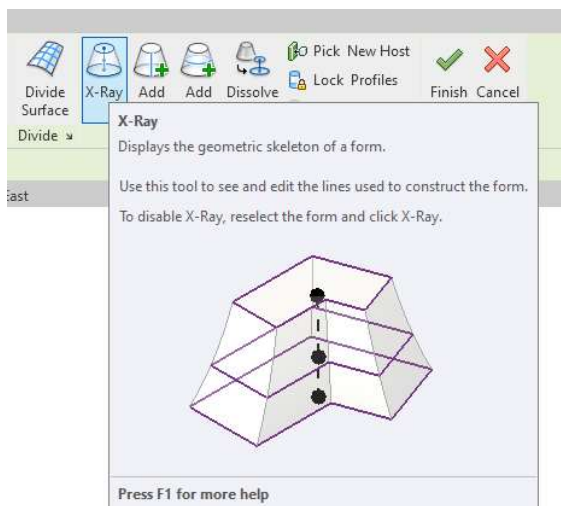 Divide Surface
X-Ray
Add
Add
Dissolve
Pick New Host
Lock Profiles
Finish
Cancel
Divide
East
X-Ray
Displays the geometric skeleton of a form.
Use this tool to see and edit the lines used to construct the form.
To disable X-Ray, reselect the form and click X-Ray.
Press F1 for more help